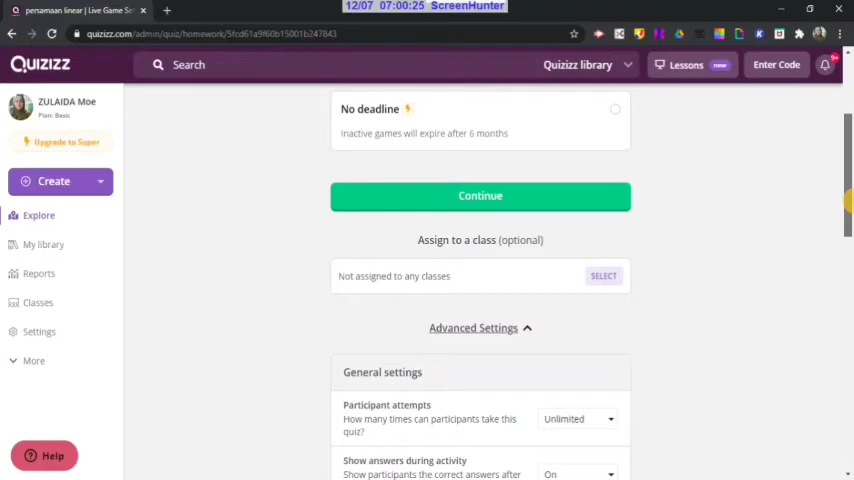 12/07 07:00:25 ScreenHunter
persamaan linear | Live Game Se
quizizz.com/admin/quiz/homework/5fcd61a9f60b15001b247843
QUIZIZZ
Search
Quizizz library
Lessons new
Enter Code
9+
ZULAIDA Moe
Plan: Basic
Upgrade to Super
Create
Explore
My library
Reports
Classes
Settings
More
Help
No deadline
Inactive games will expire after 6 months
Continue
Assign to a class (optional)
Not assigned to any classes
SELECT
Advanced Settings
General settings
Participant attempts
How many times can participants take this
quiz?
Unlimited
Show answers during activity
Show participants the correct answers after
On